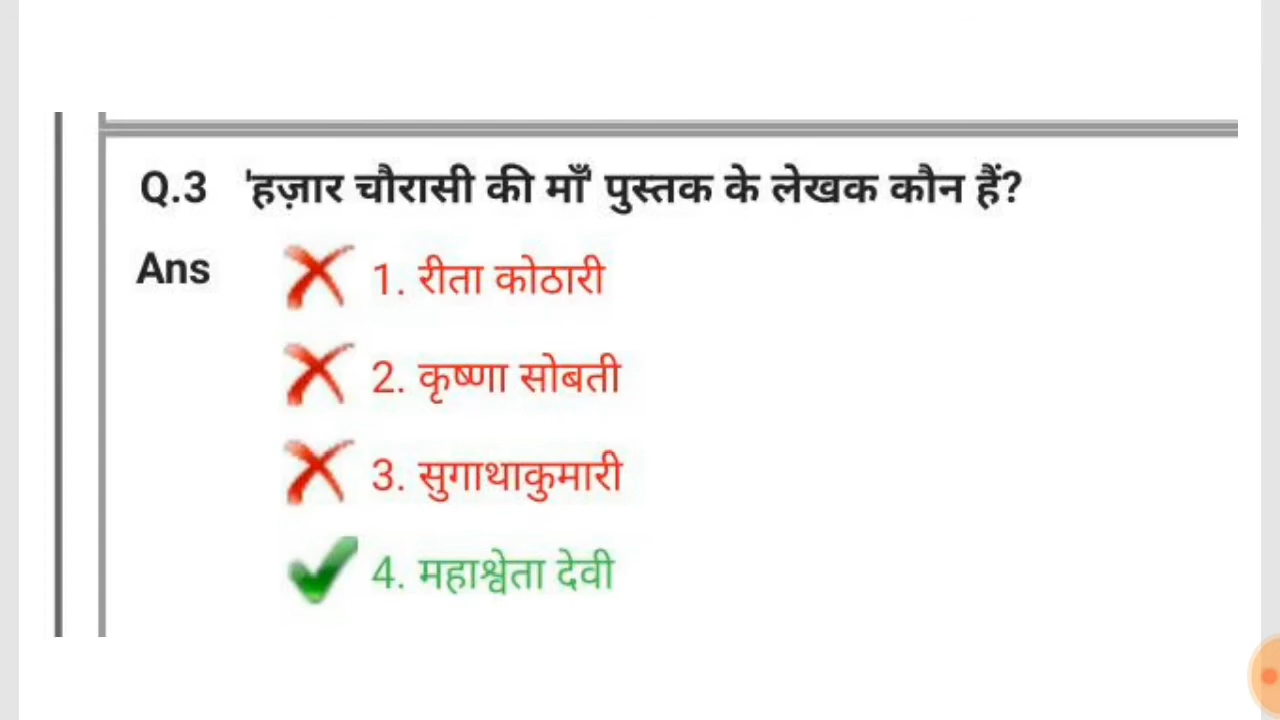 Q.3 'हज़ार चौरासी की माँ' पुस्तक के लेखक कौन हैं?
Ans 1. रीता कोठारी
2. कृष्णा सोबती
3. सुगाथाकुमारी
4. महाश्वेता देवी